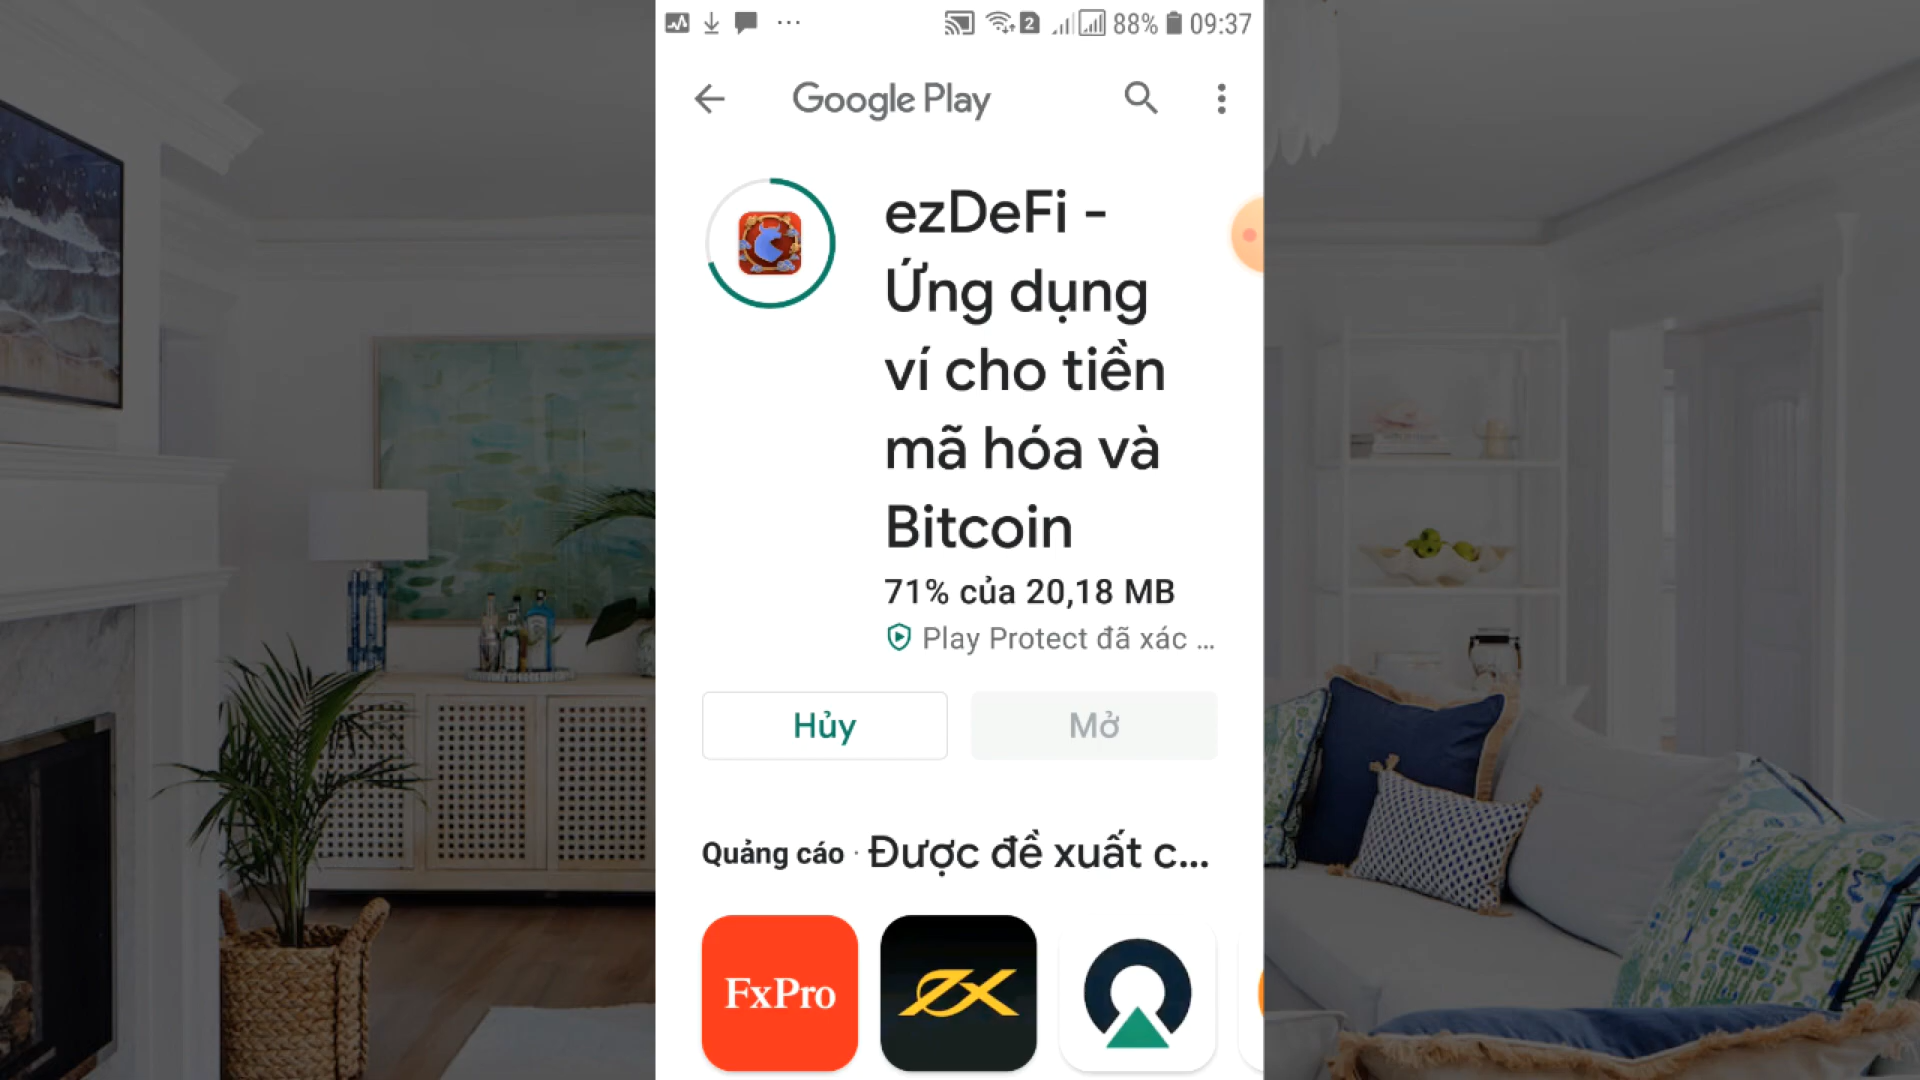 2 88% 09:37
Google Play
ezDeFi -
Ứng dụng
ví cho tiền
mã hóa và
Bitcoin
71% của 20,18 MB
Play Protect đã xác ...
Hủy Mở
Quảng cáo · Được đề xuất c...
FxPro